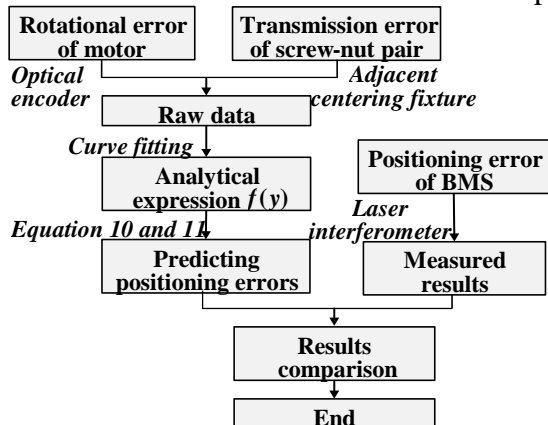 Rotational error
of motor
Transmission error
of screw-nut pair
Optical
encoder
Adjacent
centering fixture
Raw data
Curve fitting
Analytical
expression f(y)
Positioning error
of BMS
Equation 10 and 11
Laser
interferometer
Predicting
positioning errors
Measured
results
Results
comparison
End